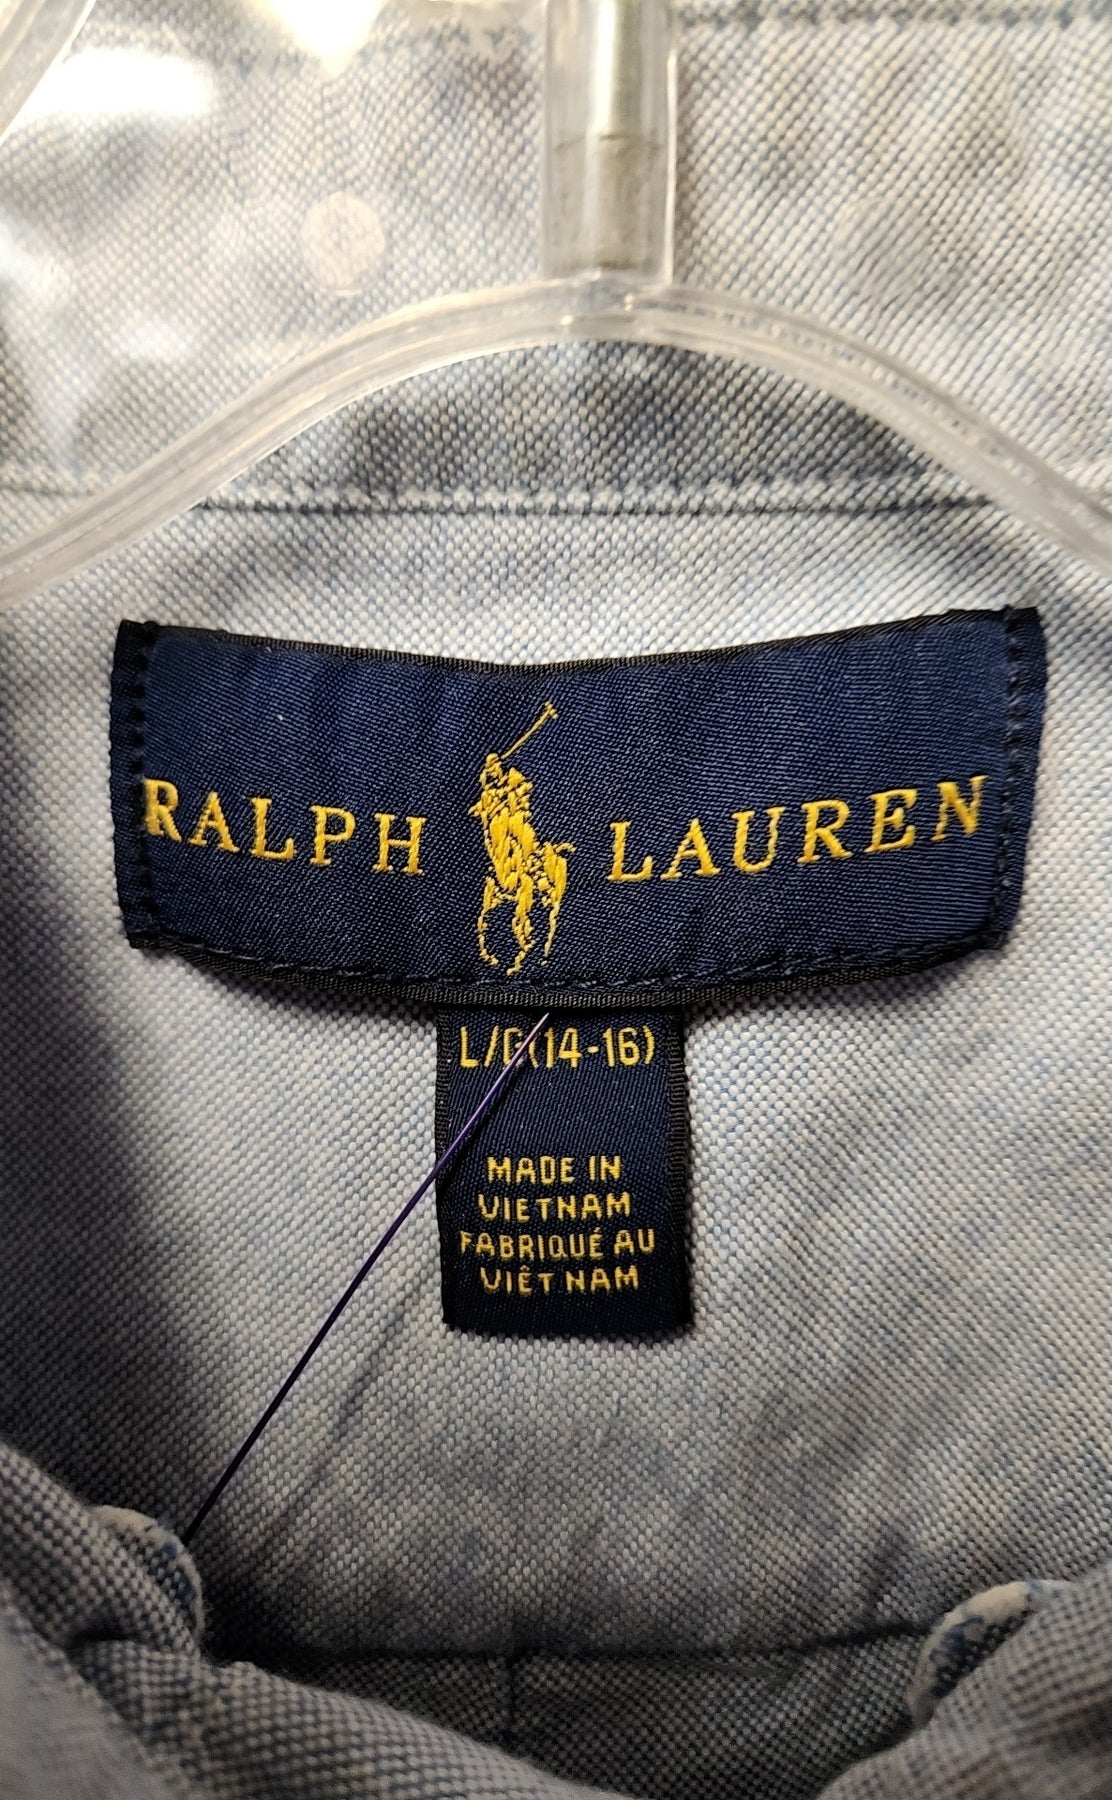 RALPH LAUREN
L/G(14-16)
MADE IN
VIETNAM
FABRIQUÉ AU
VIÊT NAM